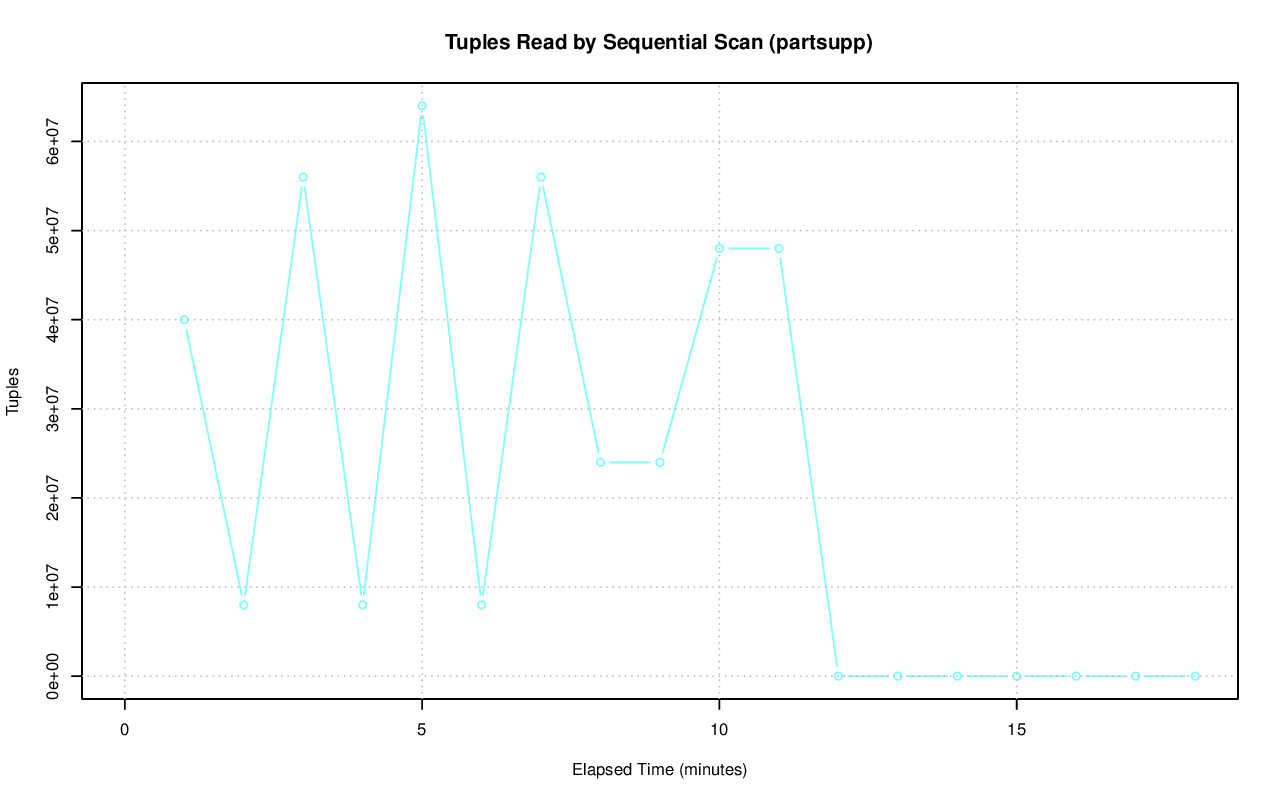 Tuples Read by Sequential Scan (partsupp)
Tuples
6e+07
5e+07
4e+07
3e+07
2e+07
1e+07
0e+00
0 5 10 15
Elapsed Time (minutes)